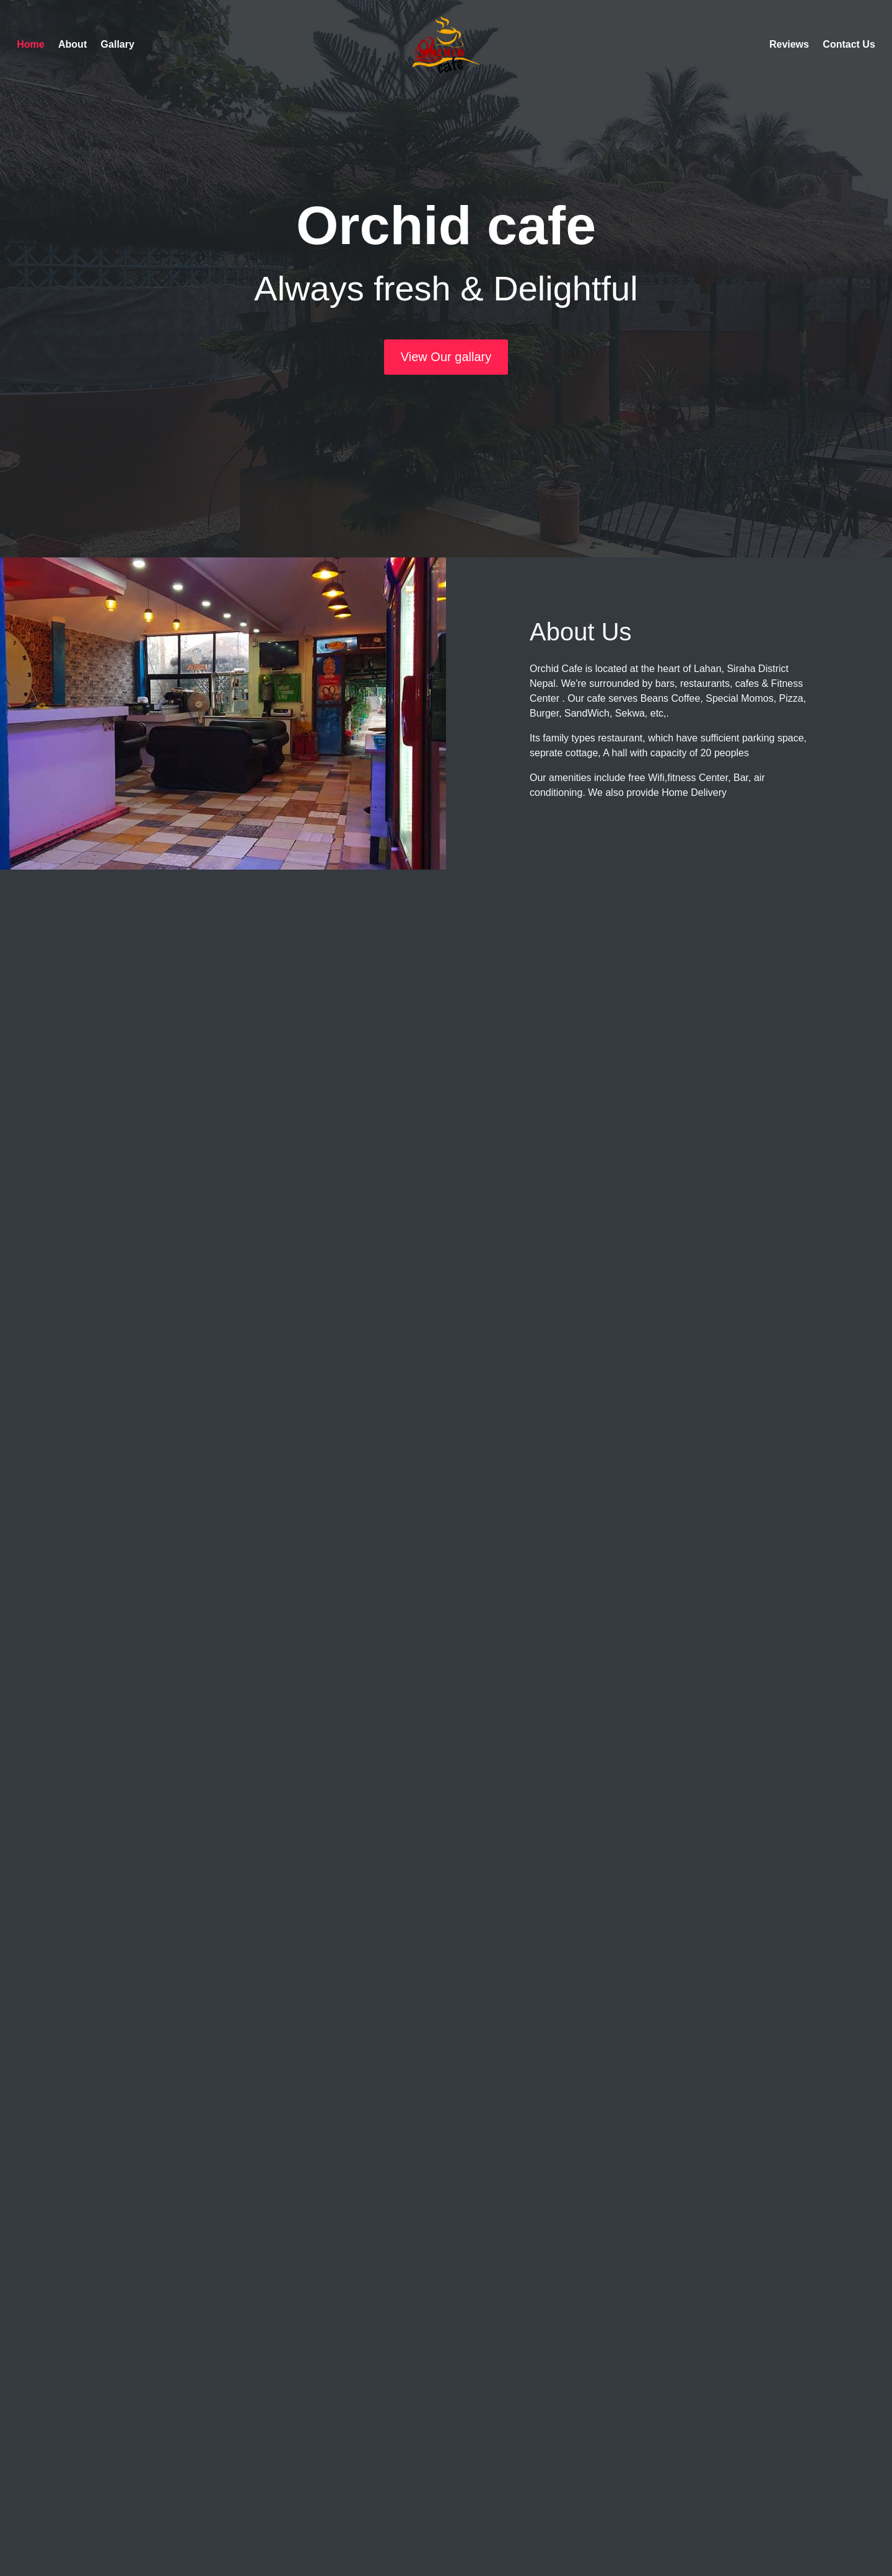 Home About Gallary
Orchid
cafe
Reviews Contact Us
Orchid cafe
Always fresh & Delightful
View Our gallary
About Us
Orchid Cafe is located at the heart of Lahan, Siraha District
Nepal. We're surrounded by bars, restaurants, cafes & Fitness
Center . Our cafe serves Beans Coffee, Special Momos, Pizza,
Burger, SandWich, Sekwa, etc,.
Its family types restaurant, which have sufficient parking space,
seprate cottage, A hall with capacity of 20 peoples
Our amenities include free Wifi,fitness Center, Bar, air
conditioning. We also provide Home Delivery